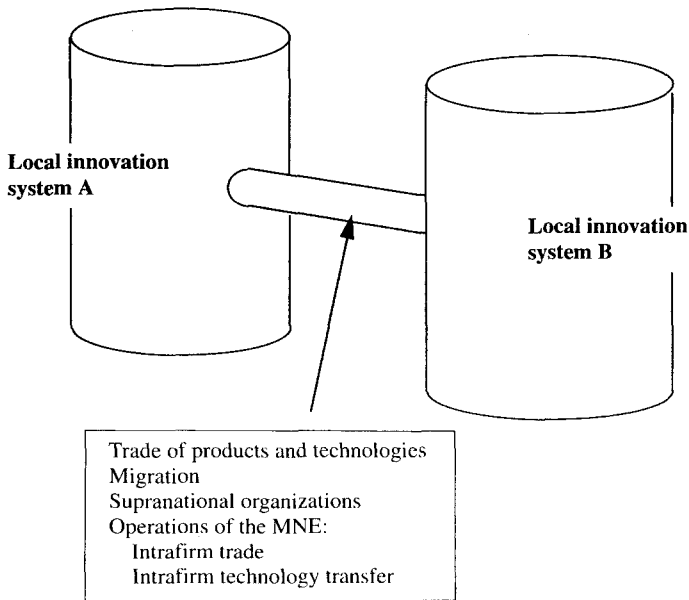 Local innovation
system A
Local innovation
system B
Trade of products and technologies
Migration
Supranational organizations
Operations of the MNE:
Intrafirm trade
Intrafirm technology transfer